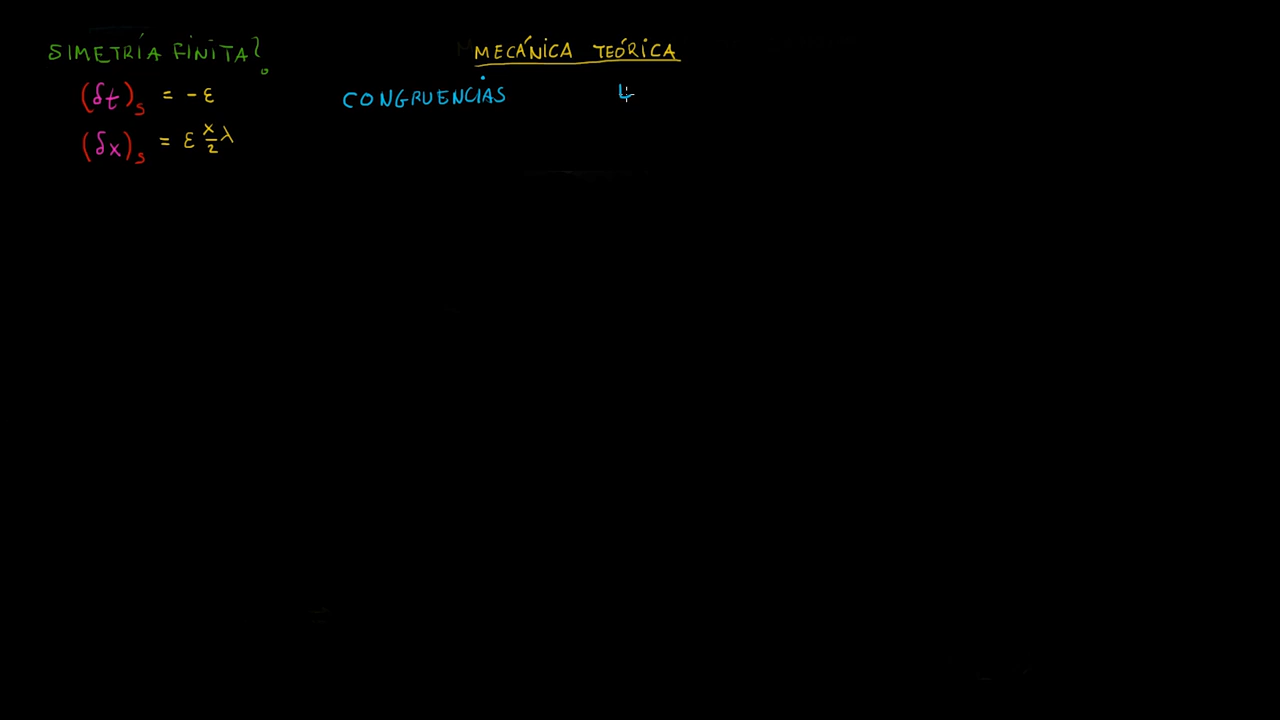 SIMETRÍA FINITA?
MECÁNICA TEÓRICA
(δt)ₛ = - ε
CONGRUENCIAS
(δx)ₛ = ε x/2 λ